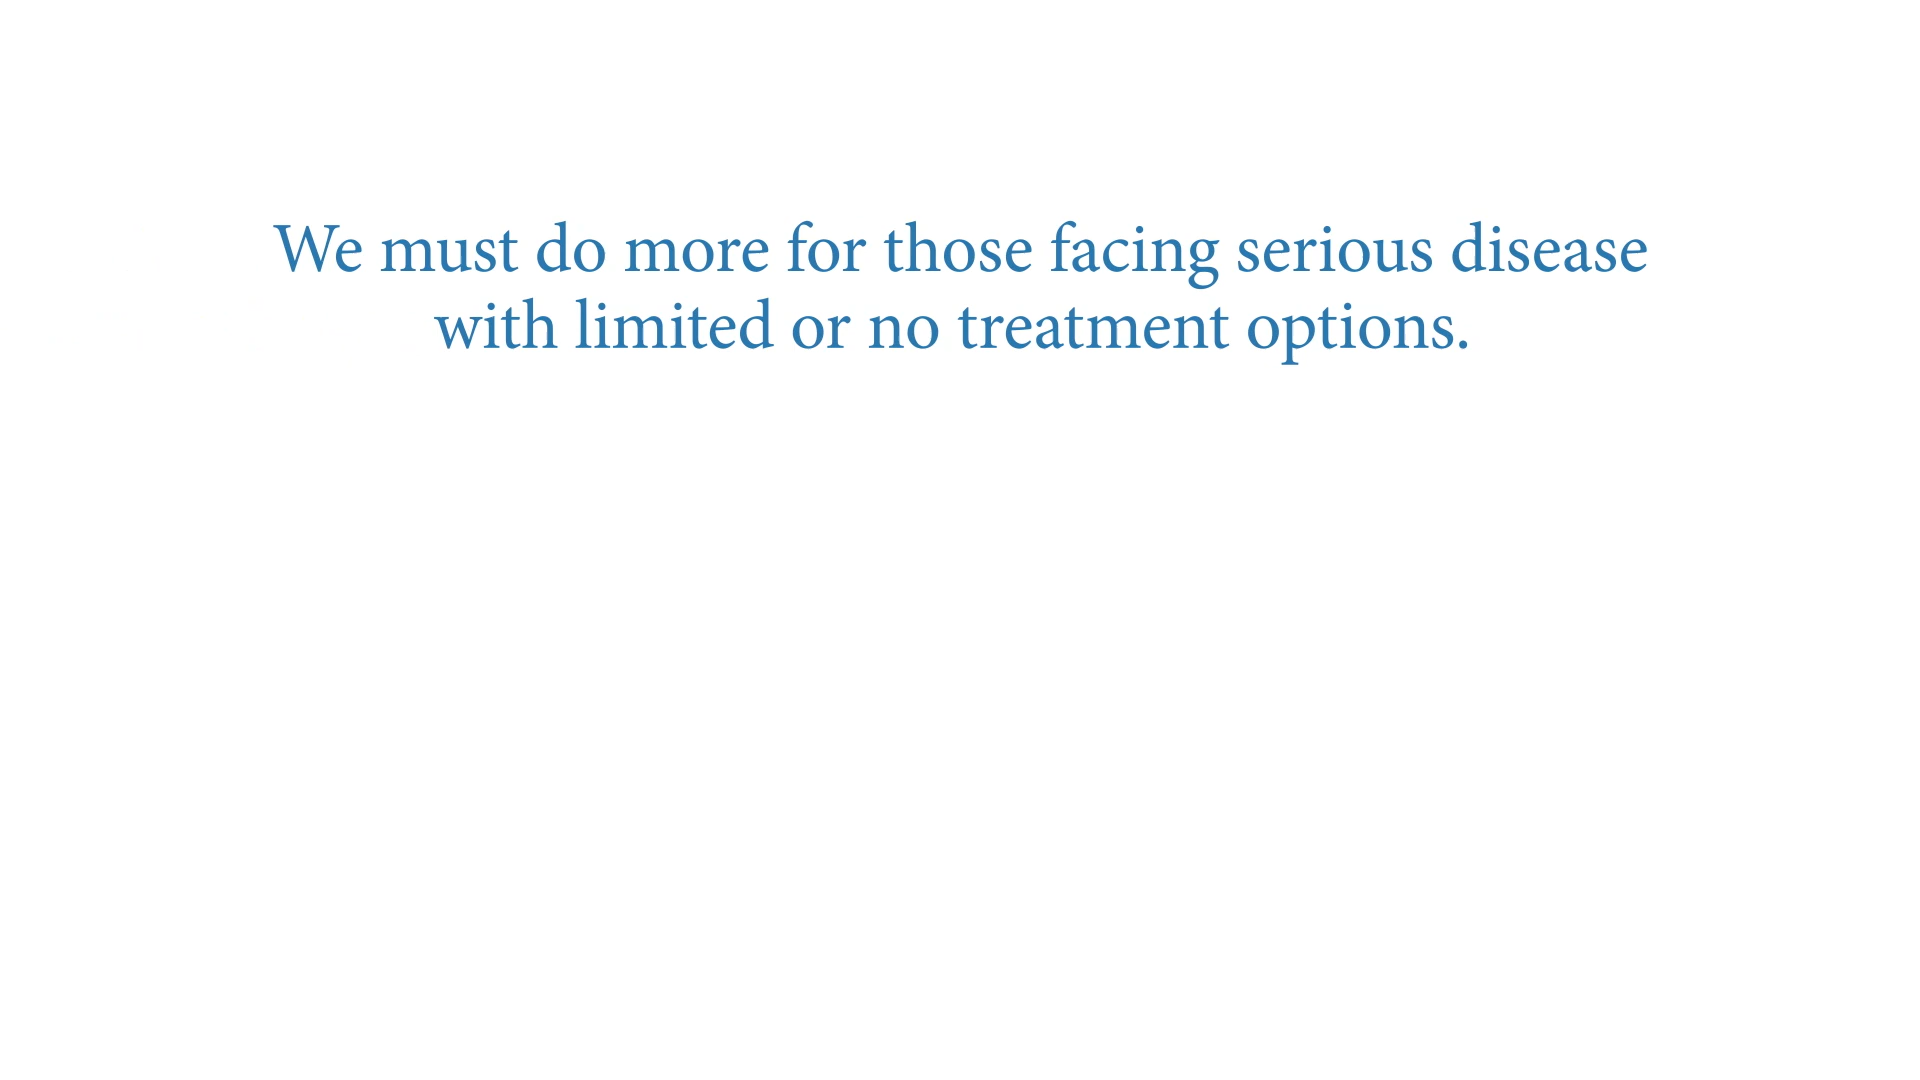 We must do more for those facing serious disease
with limited or no treatment options.